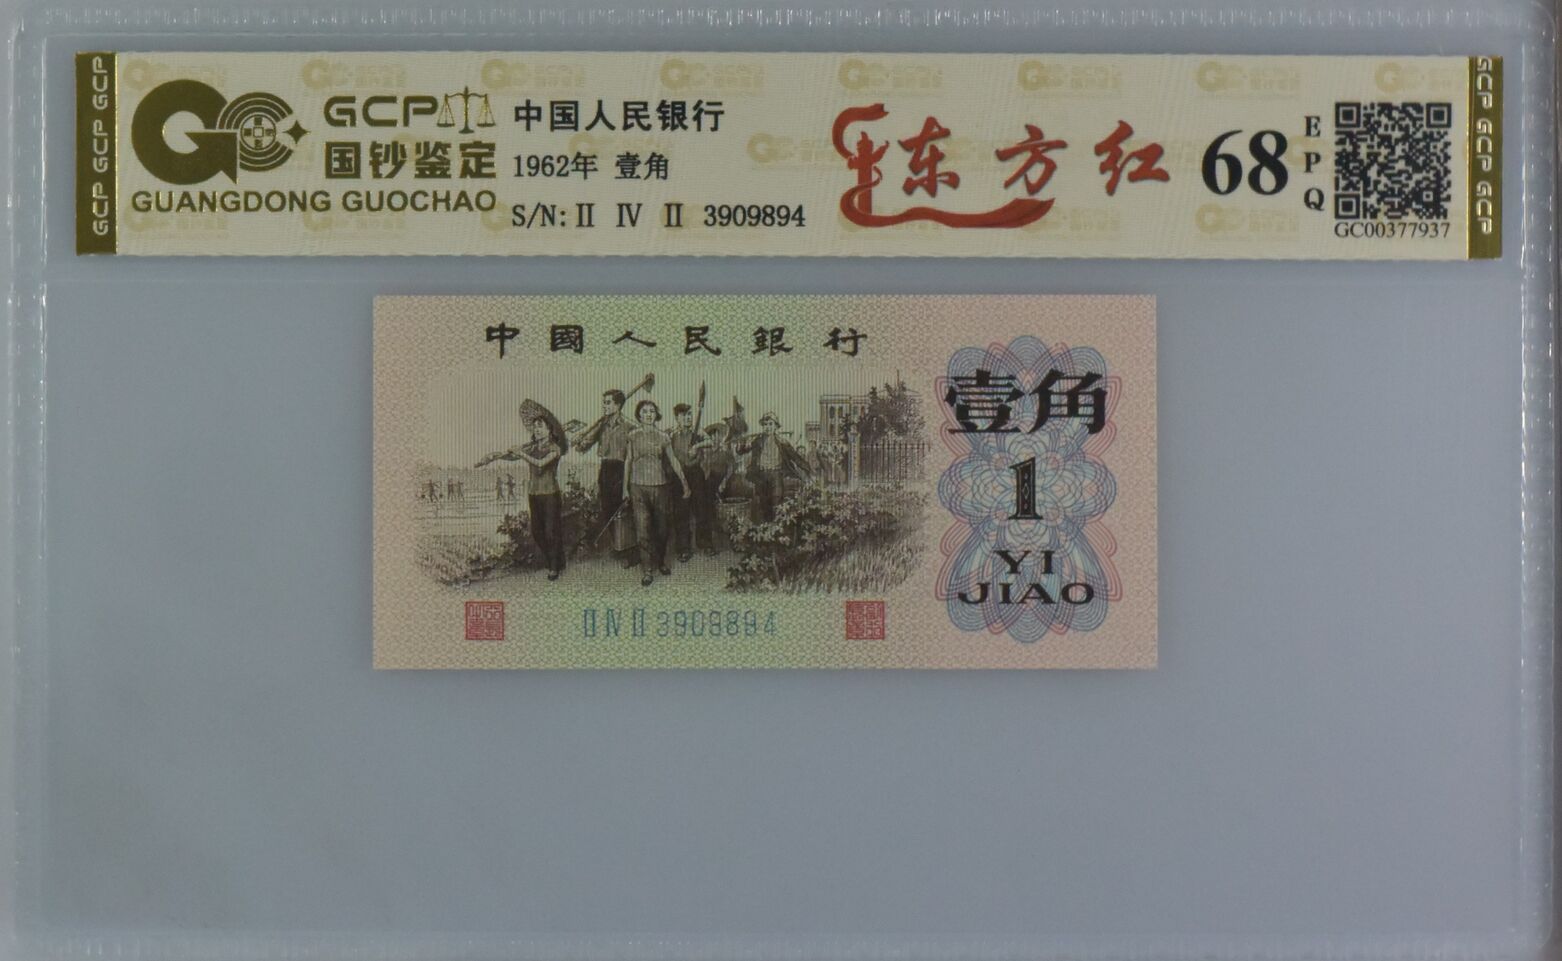 GCP GCP GCP
GCP
国钞鉴定
GUANGDONG GUOCHAO
中国人民银行
1962年 壹角
S/N: II IV II 3909894
东方红
68
EPQ
GC00377937
GCP GCP GCP
中國人民銀行
壹角
1
YI
JIAO
II IV II 3909894